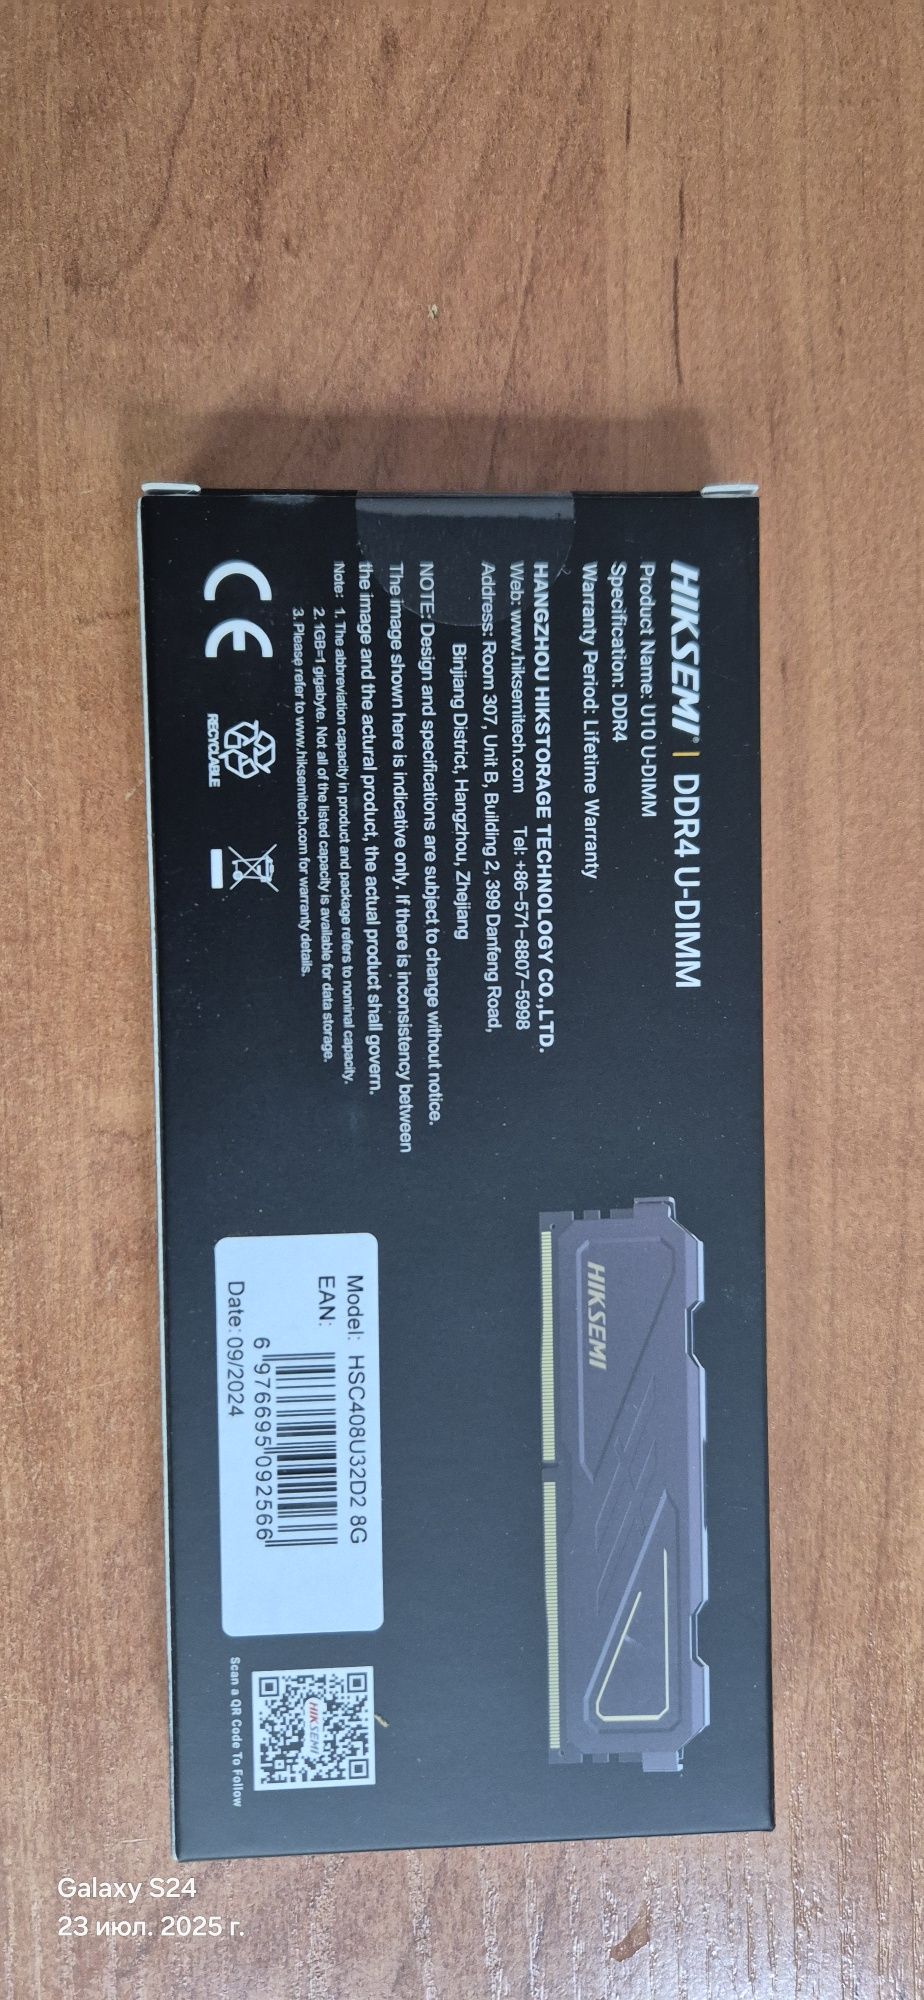 HIKSEMI® | DDR4 U-DIMM
Product Name: U10 U-DIMM
Specification: DDR4
Warranty Period: Lifetime Warranty
HANGZHOU HIKSTORAGE TECHNOLOGY CO.,LTD.
Web: www.hiksemitech.com Tel: +86-571-8807-5998
Address: Room 307, Unit B, Building 2, 399 Danfeng Road,
Binjiang District, Hangzhou, Zhejiang
NOTE: Design and specifications are subject to change without notice.
The image shown here is indicative only. If there is inconsistency between
the image and the actural product, the actual product shall govern.
Note: 1. The abbreviation capacity in product and package refers to nominal capacity.
2. 1GB=1 gigabyte. Not all of the listed capacity is available for data storage.
3. Please refer to www.hiksemitech.com for warranty details.
CE
RECYCLABLE
HIKSEMI
Model: HSC408U32D2 8G
EAN:
6 976695 092566
Date: 09/2024
HIKSEMI
Scan a QR Code To Follow
Galaxy S24
23 июл. 2025 г.